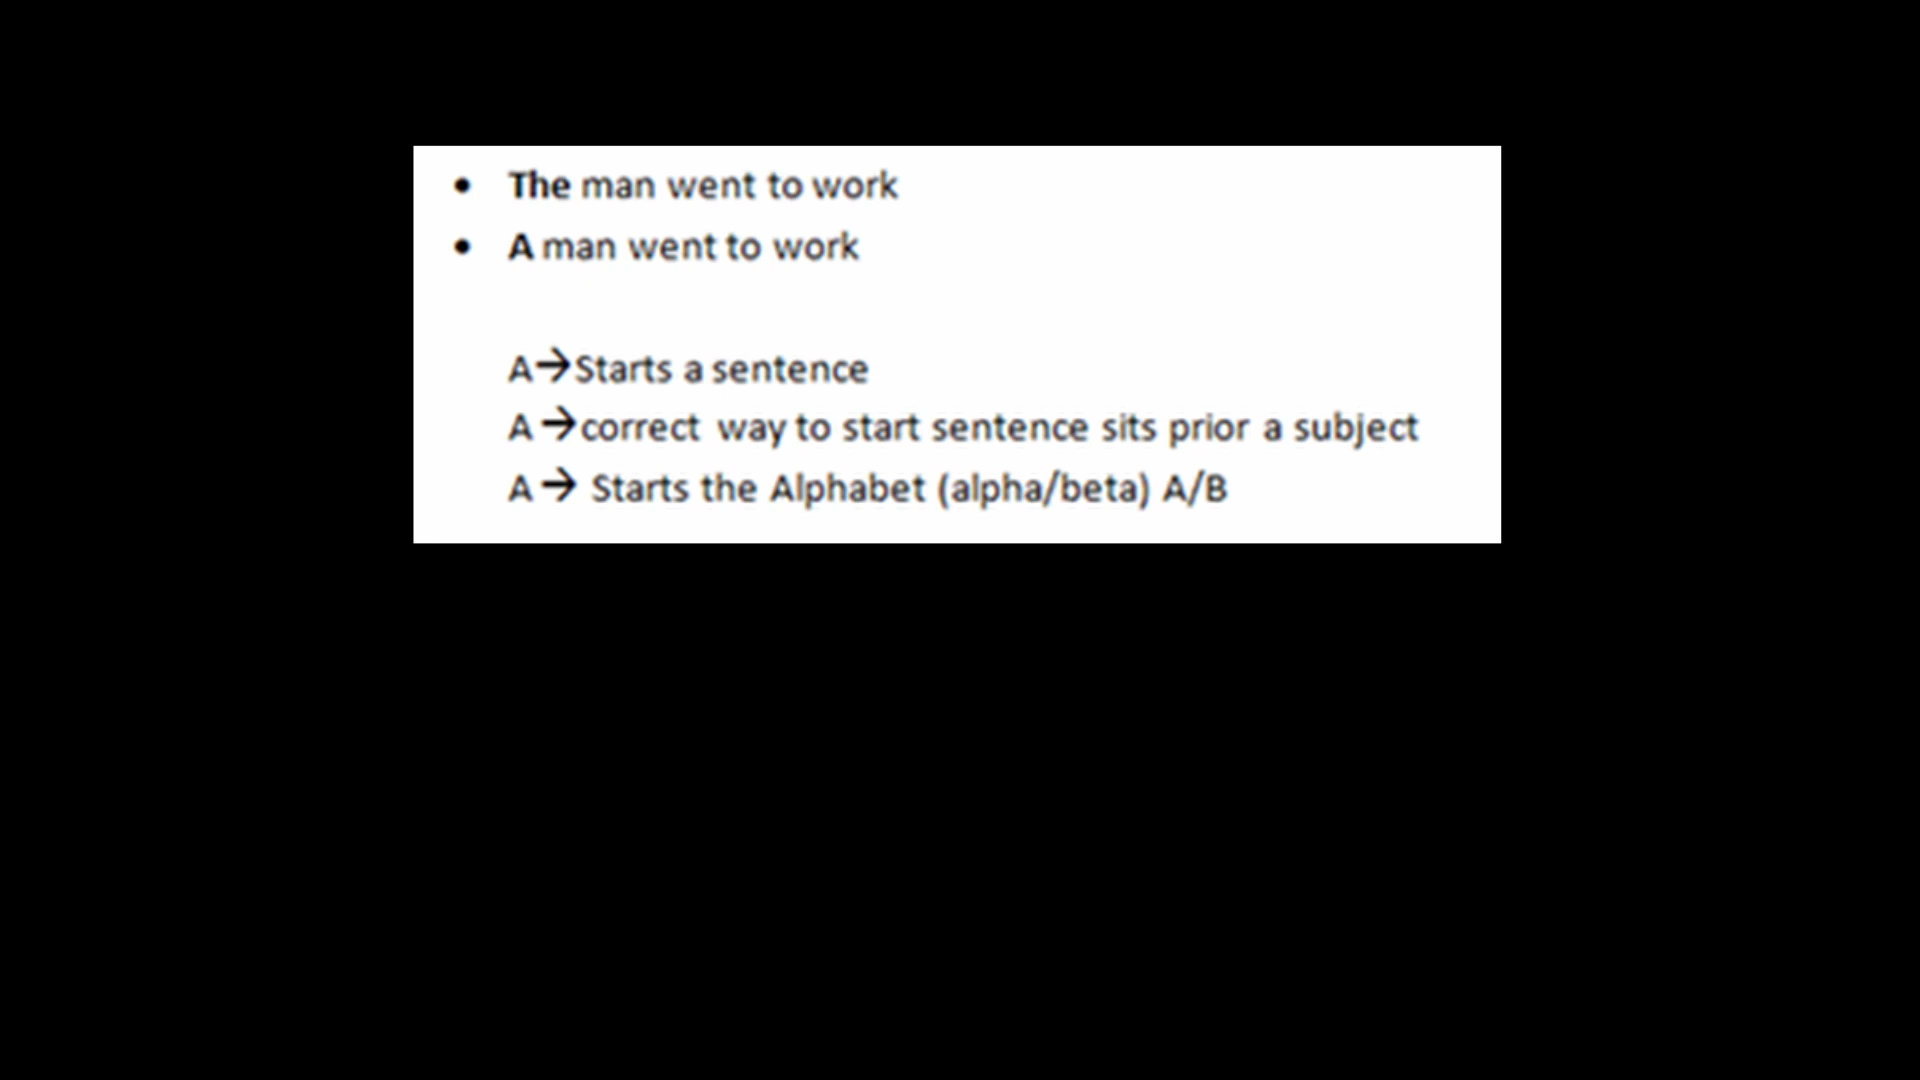 • The man went to work
• A man went to work
A→Starts a sentence
A →correct way to start sentence sits prior a subject
A → Starts the Alphabet (alpha/beta) A/B